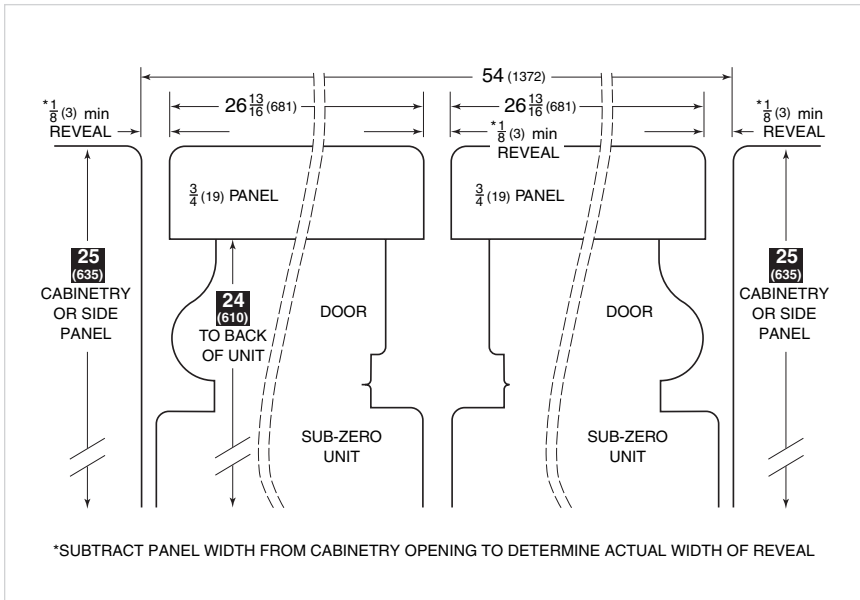 54 (1372)
*1/8 (3) min
REVEAL
26 13/16 (681)
26 13/16 (681)
*1/8 (3) min
REVEAL
*1/8 (3) min
REVEAL
3/4 (19) PANEL
3/4 (19) PANEL
25
(635)
CABINETRY
OR SIDE
PANEL
24
(610)
TO BACK
OF UNIT
DOOR
DOOR
25
(635)
CABINETRY
OR SIDE
PANEL
SUB-ZERO
UNIT
SUB-ZERO
UNIT
*SUBTRACT PANEL WIDTH FROM CABINETRY OPENING TO DETERMINE ACTUAL WIDTH OF REVEAL